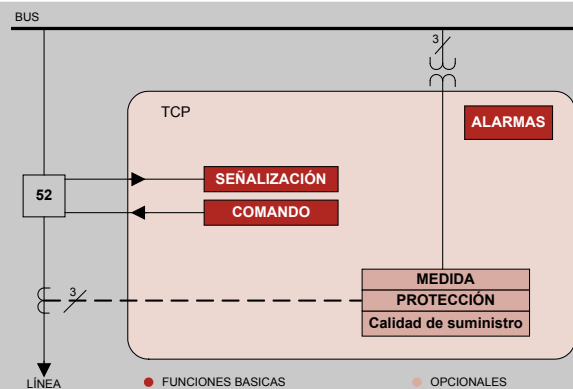 BUS
3
TCP
ALARMAS
SEÑALIZACIÓN
52
COMANDO
MEDIDA
3
PROTECCIÓN
Calidad de suministro
LÍNEA
FUNCIONES BASICAS
OPCIONALES